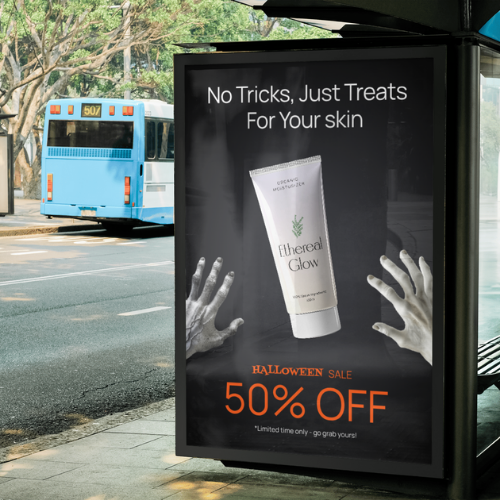 507
No Tricks, Just Treats
For Your skin
Ethereal
Glow
HALLOWEEN SALE
50% OFF
*Limited time only - go grab yours!